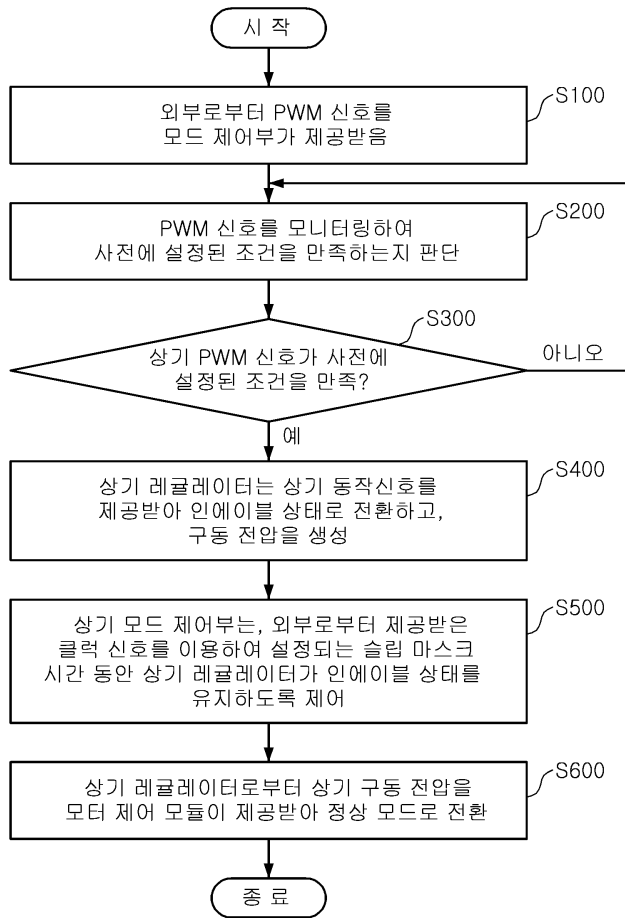 시 작
외부로부터 PWM 신호를
모드 제어부가 제공받음
S100
PWM 신호를 모니터링하여
사전에 설정된 조건을 만족하는지 판단
S200
상기 PWM 신호가 사전에
설정된 조건을 만족?
S300
아니오
예
상기 레귤레이터는 상기 동작신호를
제공받아 인에이블 상태로 전환하고,
구동 전압을 생성
S400
상기 모드 제어부는, 외부로부터 제공받은
클럭 신호를 이용하여 설정되는 슬립 마스크
시간 동안 상기 레귤레이터가 인에이블 상태를
유지하도록 제어
S500
상기 레귤레이터로부터 상기 구동 전압을
모터 제어 모듈이 제공받아 정상 모드로 전환
S600
종 료